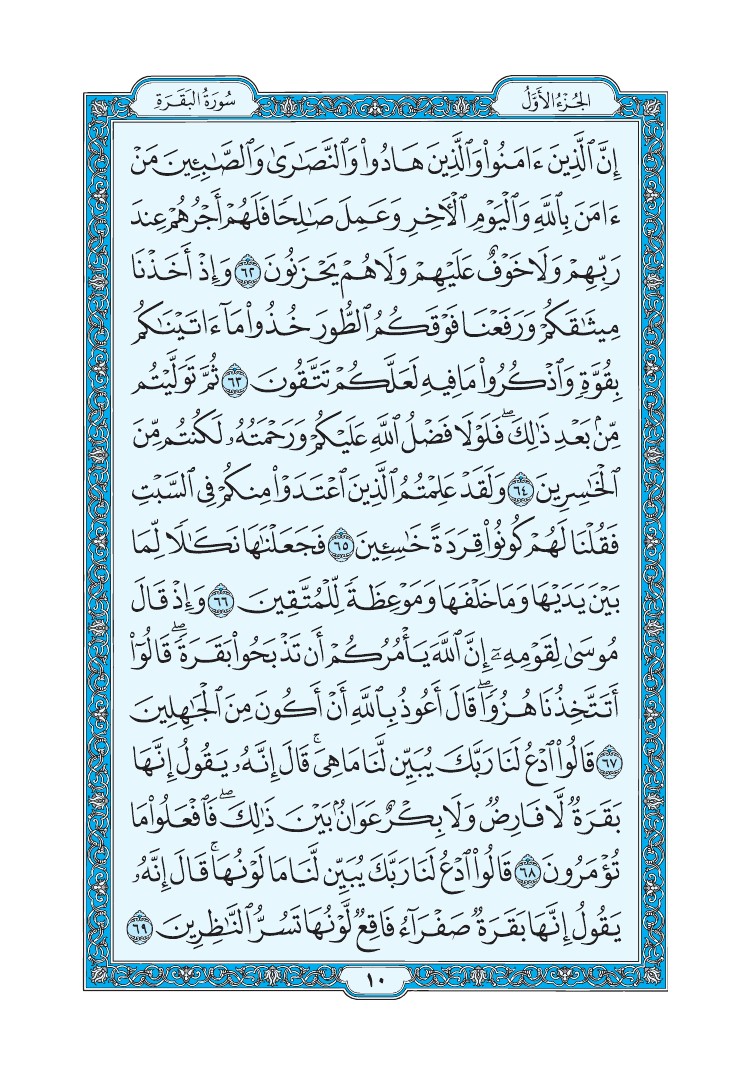 الجُزْءُ الأَوَّلُ
سُورَةُ البَقَرَةِ
إِنَّ ٱلَّذِينَ ءَامَنُوا۟ وَٱلَّذِينَ هَادُوا۟ وَٱلنَّصَٰرَىٰ وَٱلصَّٰبِـِٔينَ مَنْ
ءَامَنَ بِٱللَّهِ وَٱلْيَوْمِ ٱلْءَاخِرِ وَعَمِلَ صَٰلِحًا فَلَهُمْ أَجْرُهُمْ عِندَ
رَبِّهِمْ وَلَا خَوْفٌ عَلَيْهِمْ وَلَا هُمْ يَحْزَنُونَ ٦٢ وَإِذْ أَخَذْنَا
مِيثَٰقَكُمْ وَرَفَعْنَا فَوْقَكُمُ ٱلطُّورَ خُذُوا۟ مَآ ءَاتَيْنَٰكُم
بِقُوَّةٍ وَٱذْكُرُوا۟ مَا فِيهِ لَعَلَّكُمْ تَتَّقُونَ ٦٣ ثُمَّ تَوَلَّيْتُم
مِّنۢ بَعْدِ ذَٰلِكَ ۖ فَلَوْلَا فَضْلُ ٱللَّهِ عَلَيْكُمْ وَرَحْمَتُهُۥ لَكُنتُم مِّنَ
ٱلْخَٰسِرِينَ ٦٤ وَلَقَدْ عَلِمْتُمُ ٱلَّذِينَ ٱعْتَدَوْا۟ مِنكُمْ فِى ٱلسَّبْتِ
فَقُلْنَا لَهُمْ كُونُوا۟ قِرَدَةً خَٰسِـِٔينَ ٦٥ فَجَعَلْنَٰهَا نَكَٰلًا لِّمَا
بَيْنَ يَدَيْهَا وَمَا خَلْفَهَا وَمَوْعِظَةً لِّلْمُتَّقِينَ ٦٦ وَإِذْ قَالَ
مُوسَىٰ لِقَوْمِهِۦٓ إِنَّ ٱللَّهَ يَأْمُرُكُمْ أَن تَذْبَحُوا۟ بَقَرَةً ۖ قَالُوٓا۟
أَتَتَّخِذُنَا هُزُوًا ۖ قَالَ أَعُوذُ بِٱللَّهِ أَنْ أَكُونَ مِنَ ٱلْجَٰهِلِينَ
٦٧ قَالُوا۟ ٱدْعُ لَنَا رَبَّكَ يُبَيِّن لَّنَا مَا هِىَ ۚ قَالَ إِنَّهُۥ يَقُولُ إِنَّهَا
بَقَرَةٌ لَّا فَارِضٌ وَلَا بِكْرٌ عَوَانٌۢ بَيْنَ ذَٰلِكَ ۖ فَٱفْعَلُوا۟ مَا
تُؤْمَرُونَ ٦٨ قَالُوا۟ ٱدْعُ لَنَا رَبَّكَ يُبَيِّن لَّنَا مَا لَوْنُهَا ۚ قَالَ إِنَّهُۥ
يَقُولُ إِنَّهَا بَقَرَةٌ صَفْرَآءُ فَاقِعٌ لَّوْنُهَا تَسُرُّ ٱلنَّٰظِرِينَ ٦٩
١٠